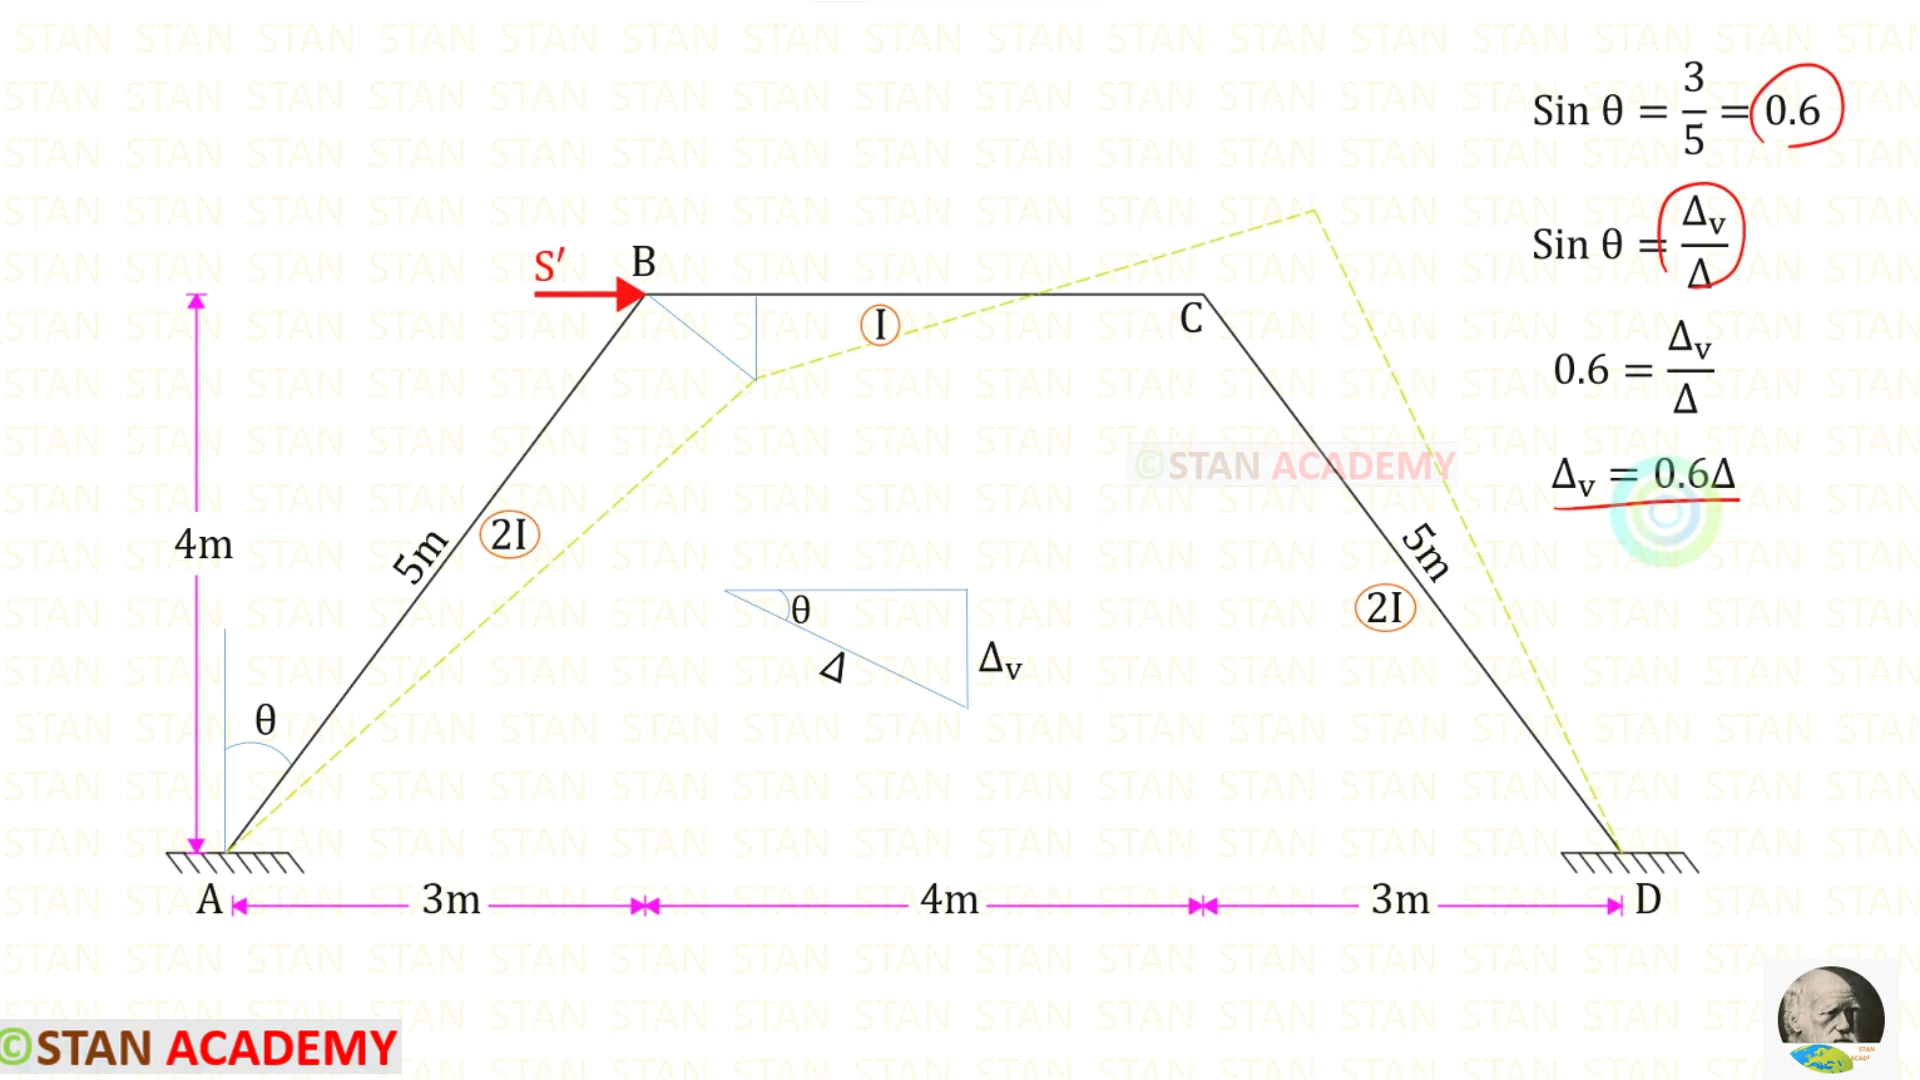 Sin θ = 3/5 = 0.6
Sin θ = Δv/Δ
0.6 = Δv/Δ
Δv = 0.6Δ
S′
B
I
C
4m
5m
2I
5m
2I
θ
Δ
Δv
θ
©STAN ACADEMY
A
3m
4m
3m
D
©STAN ACADEMY